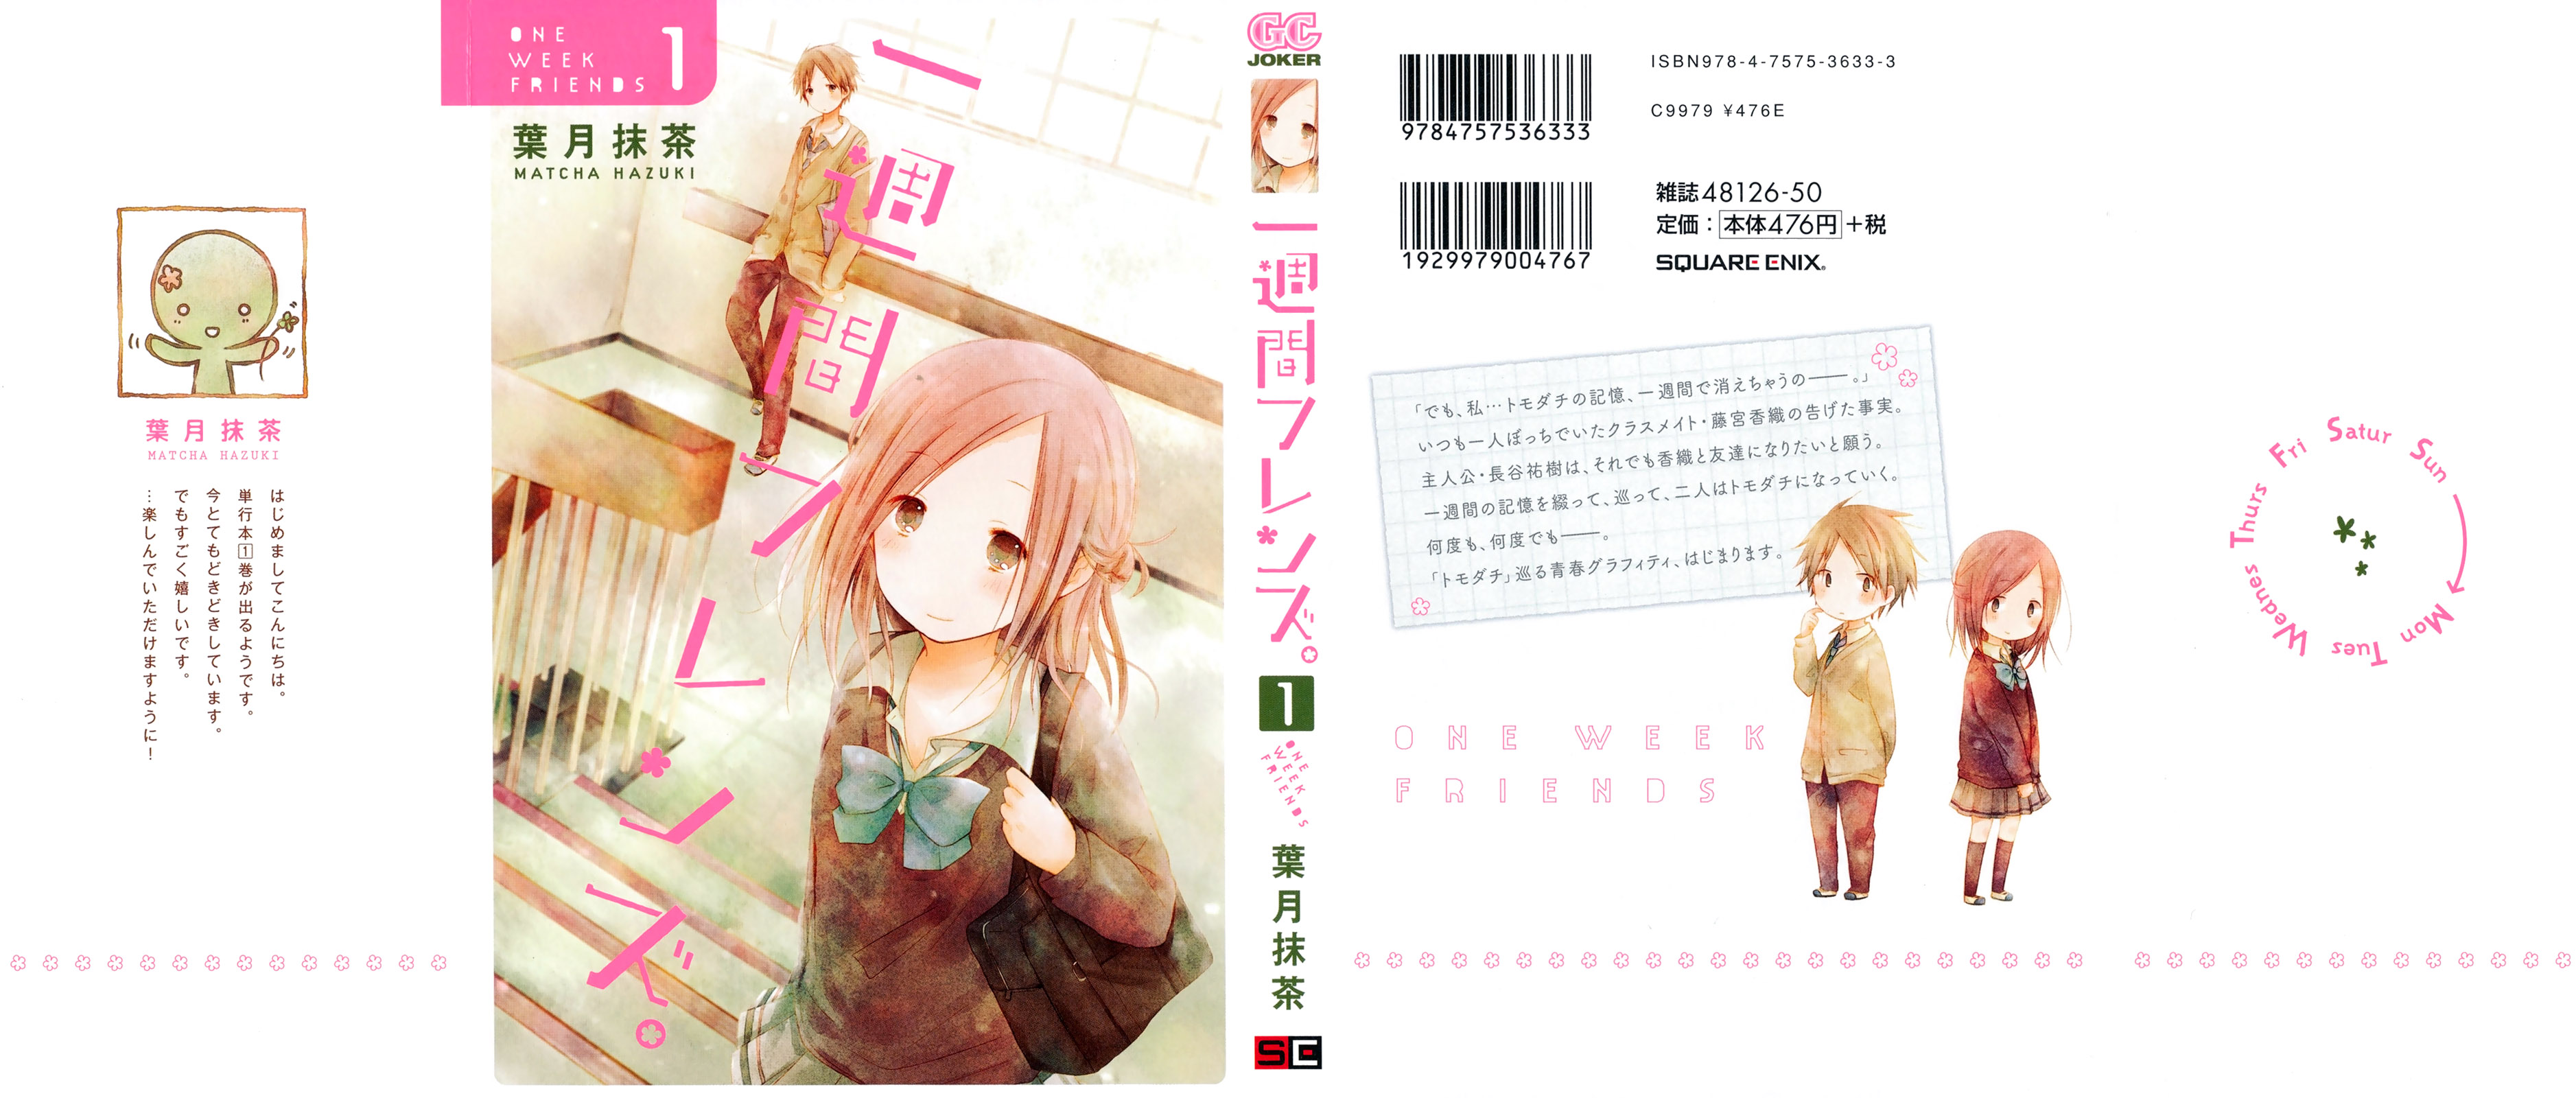 葉月抹茶
MATCHA HAZUKI
はじめましてこんにちは。
単行本1巻が出るようです。
今とてもどきどきしています。
でもすごく嬉しいです。
…楽しんでいただけますように!
ONE
WEEK
FRIENDS
1
葉月抹茶
MATCHA HAZUKI
一週間フレンズ。
GC
JOKER
一週間フレンズ。
1
ONE
WEEK
FRIENDS
葉月抹茶
SE
9784757536333
ISBN978-4-7575-3633-3
C9979 ¥476E
1929979004767
雑誌48126-50
定価:本体476円+税
SQUARE ENIX®
「でも、私…トモダチの記憶、一週間で消えちゃうの――。」
いつも一人ぼっちでいたクラスメイト・藤宮香織の告げた事実。
主人公・長谷祐樹は、それでも香織と友達になりたいと願う。
一週間の記憶を綴って、巡って、二人はトモダチになっていく。
何度も、何度でも――。
「トモダチ」巡る青春グラフィティ、はじまります。
ONE WEEK
FRIENDS
Sun
Mon
Tues
Wednes
Thurs
Fri
Satur